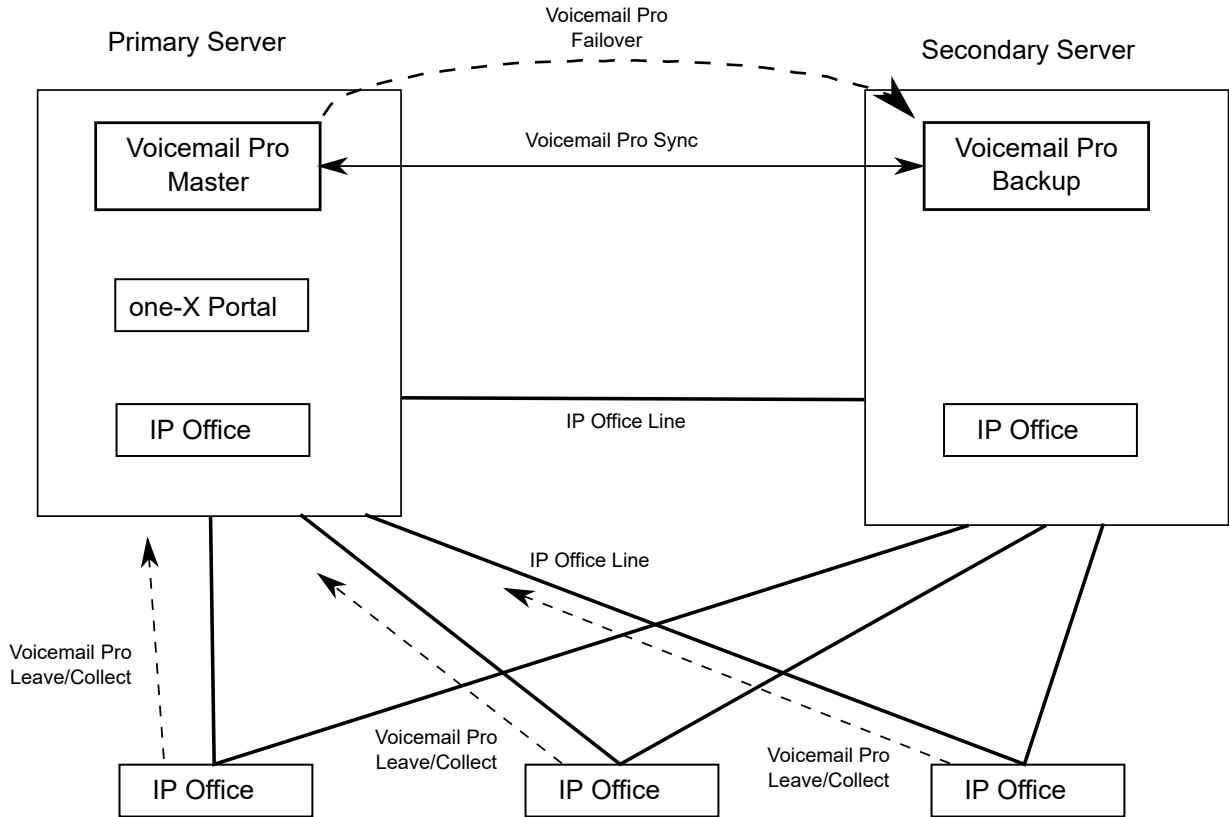 Voicemail Pro
Failover
Primary Server
Secondary Server
Voicemail Pro
Master
Voicemail Pro Sync
Voicemail Pro
Backup
one-X Portal
IP Office
IP Office Line
IP Office
IP Office Line
Voicemail Pro
Leave/Collect
Voicemail Pro
Leave/Collect
Voicemail Pro
Leave/Collect
IP Office
IP Office
IP Office